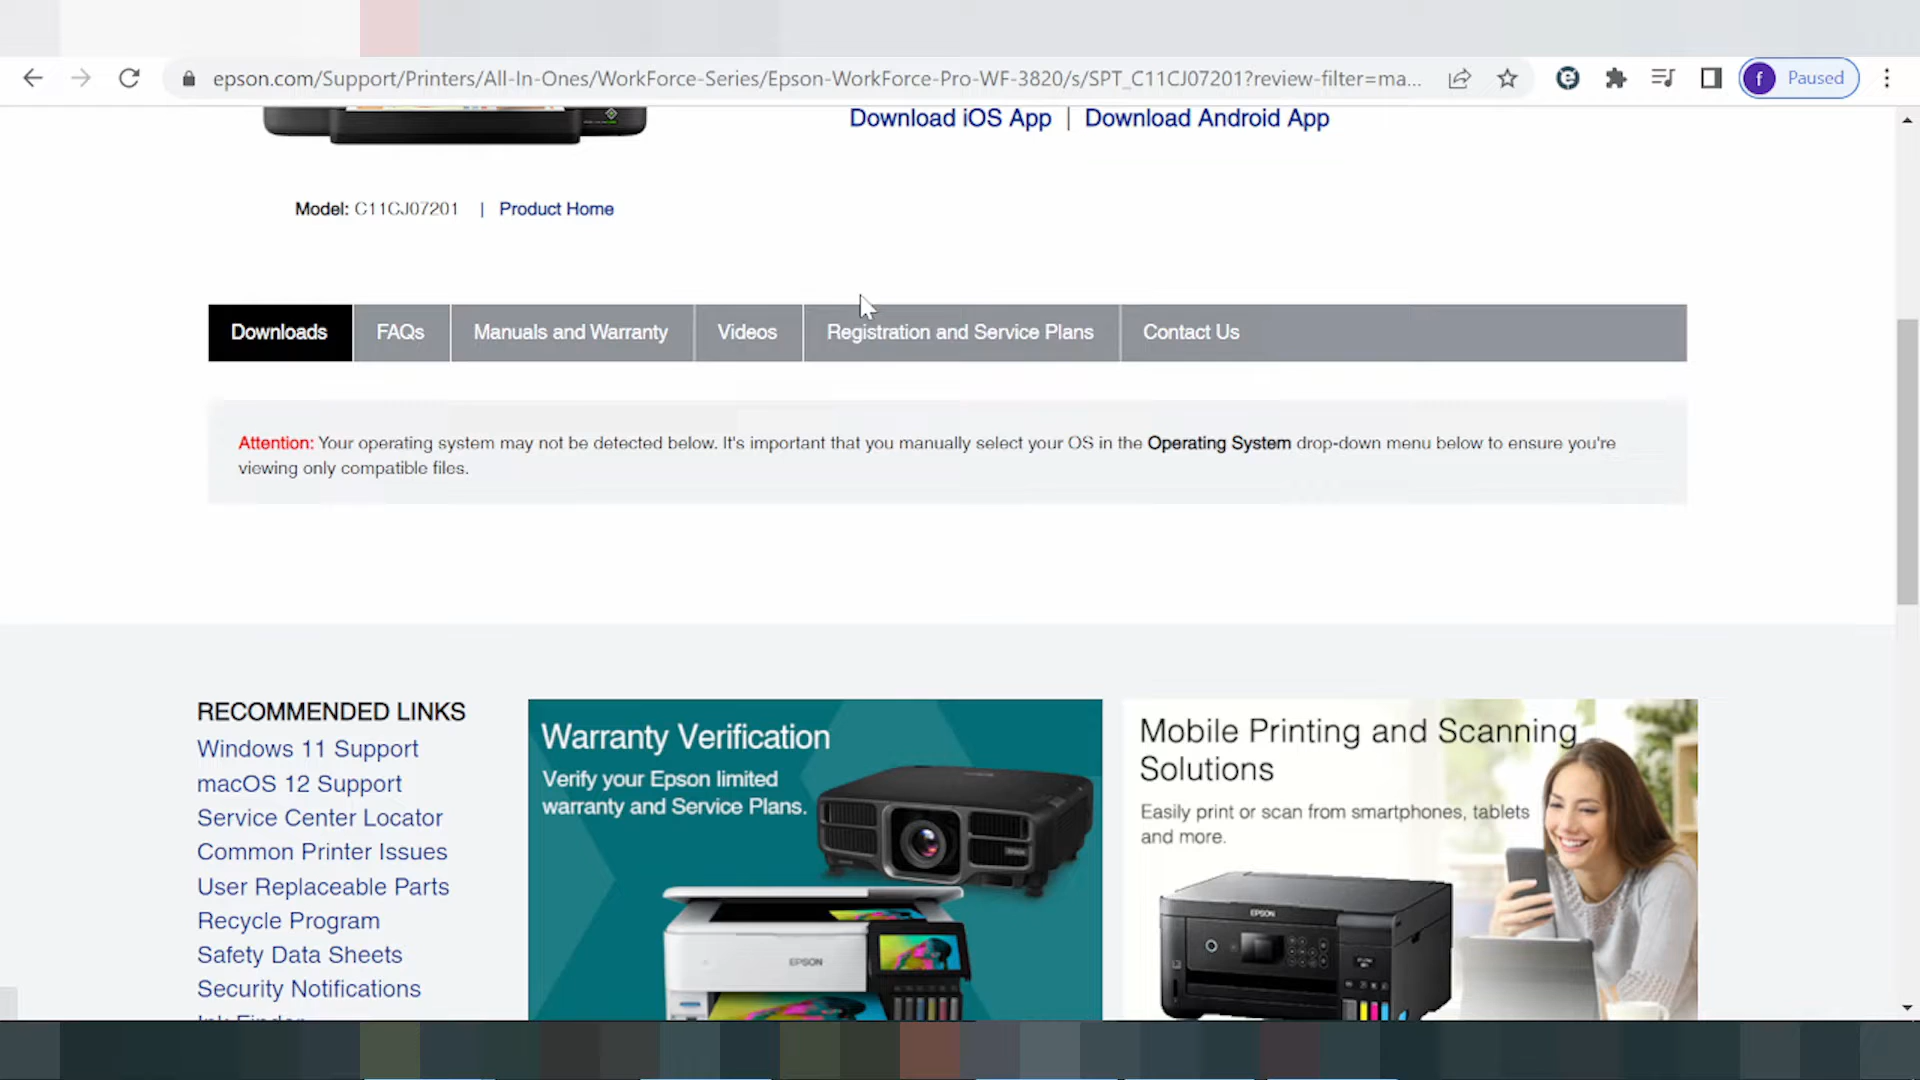 epson.com/Support/Printers/All-In-Ones/WorkForce-Series/Epson-WorkForce-Pro-WF-3820/s/SPT_C11CJ07201?review-filter=ma...
f Paused
Download iOS App | Download Android App
Model: C11CJ07201 | Product Home
Downloads FAQs Manuals and Warranty Videos Registration and Service Plans Contact Us
Attention: Your operating system may not be detected below. It's important that you manually select your OS in the Operating System drop-down menu below to ensure you're
viewing only compatible files.
RECOMMENDED LINKS
Windows 11 Support
macOS 12 Support
Service Center Locator
Common Printer Issues
User Replaceable Parts
Recycle Program
Safety Data Sheets
Security Notifications
Ink Finder
Warranty Verification
Verify your Epson limited
warranty and Service Plans.
EPSON
Mobile Printing and Scanning
Solutions
Easily print or scan from smartphones, tablets
and more.
EPSON